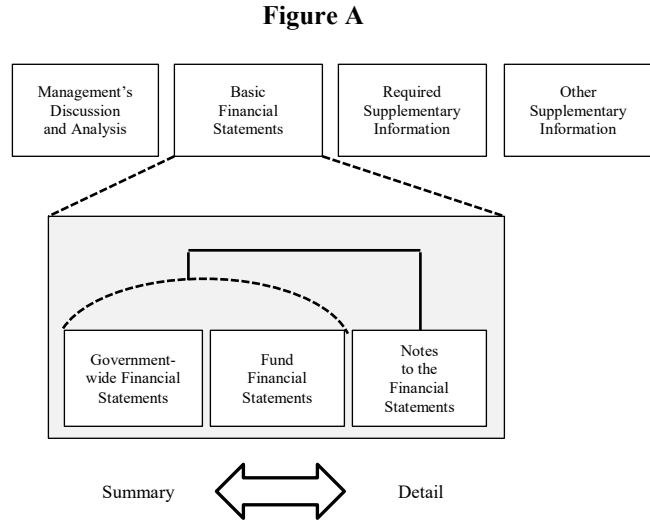 Figure A
Management's
Discussion
and Analysis
Basic
Financial
Statements
Required
Supplementary
Information
Other
Supplementary
Information
Government-
wide Financial
Statements
Fund
Financial
Statements
Notes
to the
Financial
Statements
Summary
Detail